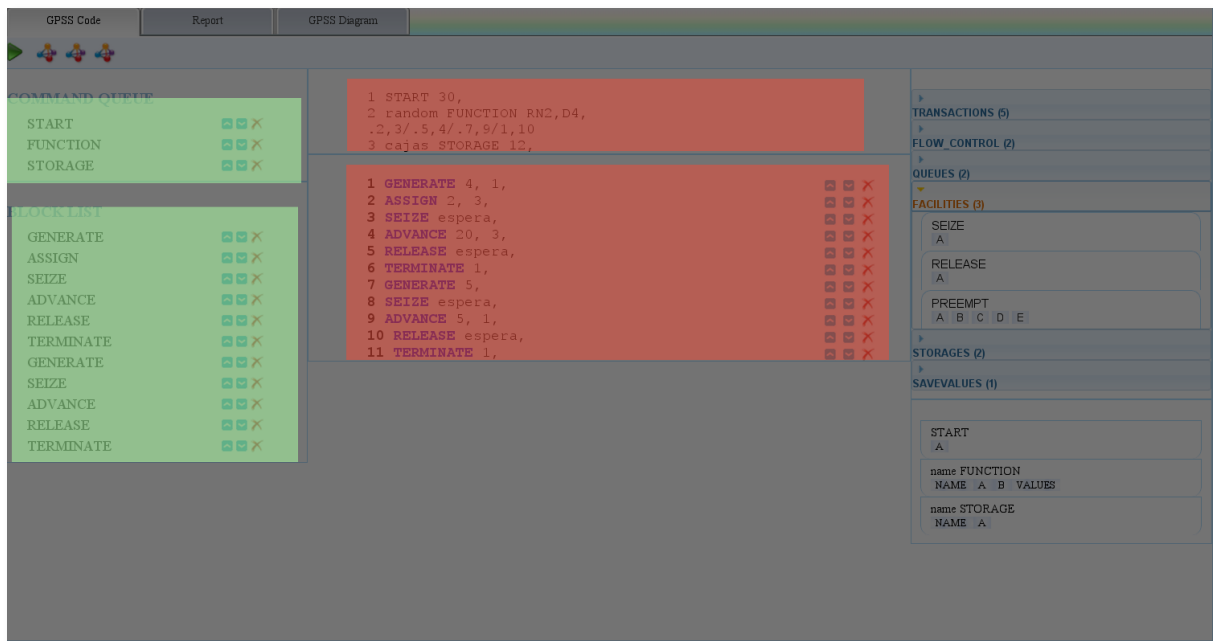 GPSS Code
Report
GPSS Diagram
COMMAND QUEUE
START
FUNCTION
STORAGE
BLOCK LIST
GENERATE
ASSIGN
SEIZE
ADVANCE
RELEASE
TERMINATE
GENERATE
SEIZE
ADVANCE
RELEASE
TERMINATE
1 START 30,
2 random FUNCTION RN2,D4,
.2,3/.5,4/.7,9/1,10
3 cajas STORAGE 12,
1 GENERATE 4, 1,
2 ASSIGN 2, 3,
3 SEIZE espera,
4 ADVANCE 20, 3,
5 RELEASE espera,
6 TERMINATE 1,
7 GENERATE 5,
8 SEIZE espera,
9 ADVANCE 5, 1,
10 RELEASE espera,
11 TERMINATE 1,
TRANSACTIONS (5)
FLOW_CONTROL (2)
QUEUES (2)
FACILITIES (3)
SEIZE
A
RELEASE
A
PREEMPT
A B C D E
STORAGES (2)
SAVEVALUES (1)
START
A
name FUNCTION
NAME A B VALUES
name STORAGE
NAME A